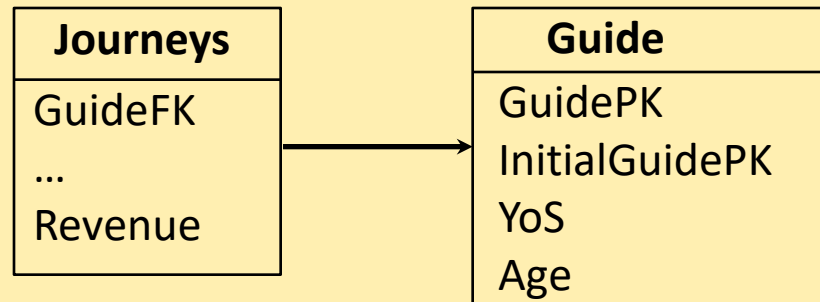 Journeys
GuideFK
...
Revenue
Guide
GuidePK
InitialGuidePK
YoS
Age